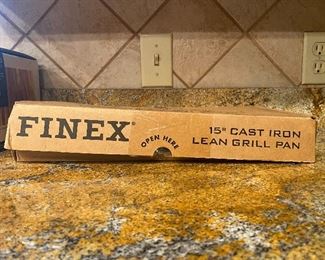 FINEX®
OPEN HERE
15" CAST IRON
LEAN GRILL PAN